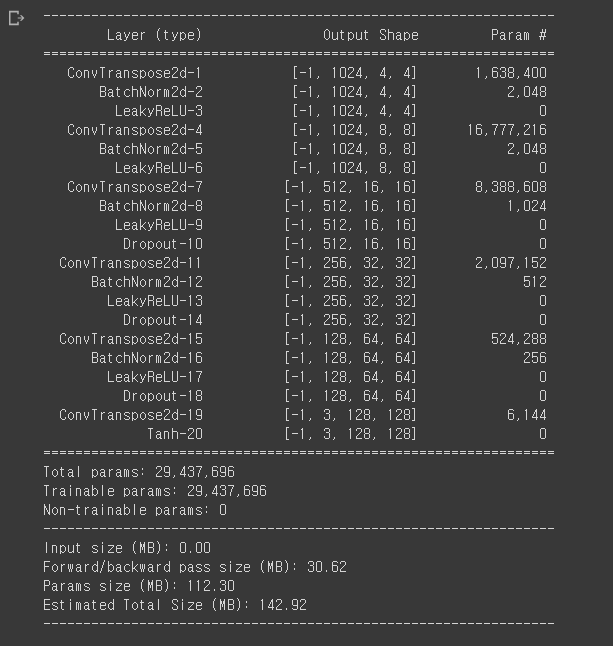 ----------------------------------------------------------------
        Layer (type)               Output Shape         Param #
================================================================
   ConvTranspose2d-1           [-1, 1024, 4, 4]       1,638,400
       BatchNorm2d-2           [-1, 1024, 4, 4]           2,048
         LeakyReLU-3           [-1, 1024, 4, 4]               0
   ConvTranspose2d-4           [-1, 1024, 8, 8]      16,777,216
       BatchNorm2d-5           [-1, 1024, 8, 8]           2,048
         LeakyReLU-6           [-1, 1024, 8, 8]               0
   ConvTranspose2d-7          [-1, 512, 16, 16]       8,388,608
       BatchNorm2d-8          [-1, 512, 16, 16]           1,024
         LeakyReLU-9          [-1, 512, 16, 16]               0
          Dropout-10          [-1, 512, 16, 16]               0
  ConvTranspose2d-11          [-1, 256, 32, 32]       2,097,152
      BatchNorm2d-12          [-1, 256, 32, 32]             512
        LeakyReLU-13          [-1, 256, 32, 32]               0
          Dropout-14          [-1, 256, 32, 32]               0
  ConvTranspose2d-15          [-1, 128, 64, 64]         524,288
      BatchNorm2d-16          [-1, 128, 64, 64]             256
        LeakyReLU-17          [-1, 128, 64, 64]               0
          Dropout-18          [-1, 128, 64, 64]               0
  ConvTranspose2d-19          [-1, 3, 128, 128]           6,144
             Tanh-20          [-1, 3, 128, 128]               0
================================================================
Total params: 29,437,696
Trainable params: 29,437,696
Non-trainable params: 0
----------------------------------------------------------------
Input size (MB): 0.00
Forward/backward pass size (MB): 30.62
Params size (MB): 112.30
Estimated Total Size (MB): 142.92
----------------------------------------------------------------